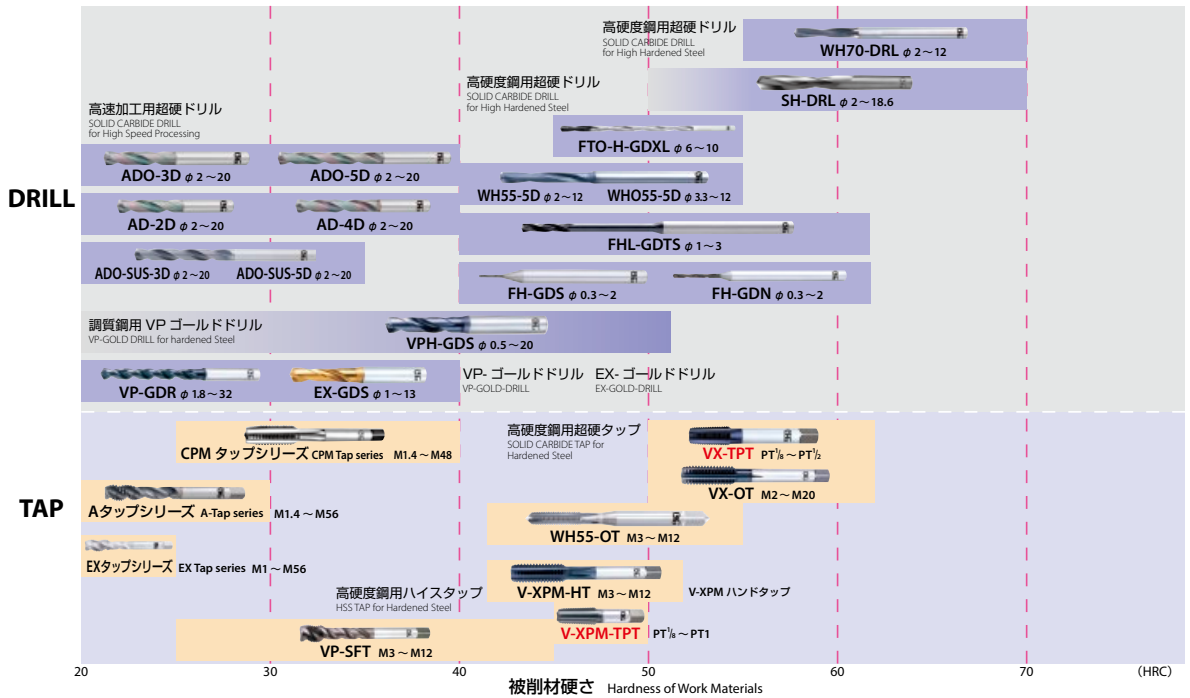 高硬度鋼用超硬ドリル
SOLID CARBIDE DRILL
for High Hardened Steel
WH70-DRL φ 2～12
高硬度鋼用超硬ドリル
SOLID CARBIDE DRILL
for High Hardened Steel
SH-DRL φ 2～18.6
高速加工用超硬ドリル
SOLID CARBIDE DRILL
for High Speed Processing
FTO-H-GDXL φ 6～10
ADO-3D φ 2～20
ADO-5D φ 2～20
WH55-5D φ 2～12
WHO55-5D φ 3.3～12
DRILL
AD-2D φ 2～20
AD-4D φ 2～20
FHL-GDTS φ 1～3
ADO-SUS-3D φ 2～20
ADO-SUS-5D φ 2～20
FH-GDS φ 0.3～2
FH-GDN φ 0.3～2
調質鋼用 VP ゴールドドリル
VP-GOLD DRILL for hardened Steel
VPH-GDS φ 0.5～20
VP-GDR φ 1.8～32
EX-GDS φ 1～13
VP- ゴールドドリル
VP-GOLD-DRILL
EX- ゴールドドリル
EX-GOLD-DRILL
TAP
CPM タップシリーズ CPM Tap series M1.4～M48
高硬度鋼用超硬タップ
SOLID CARBIDE TAP for
Hardened Steel
VX-TPT PT1/8～PT1/2
VX-OT M2～M20
Aタップシリーズ A-Tap series M1.4～M56
WH55-OT M3～M12
EXタップシリーズ EX Tap series M1～M56
高硬度鋼用ハイスタップ
HSS TAP for Hardened Steel
V-XPM-HT M3～M12
V-XPM ハンドタップ
V-XPM-TPT PT1/8～PT1
VP-SFT M3～M12
20 30 40 50 60 70 (HRC)
被削材硬さ Hardness of Work Materials